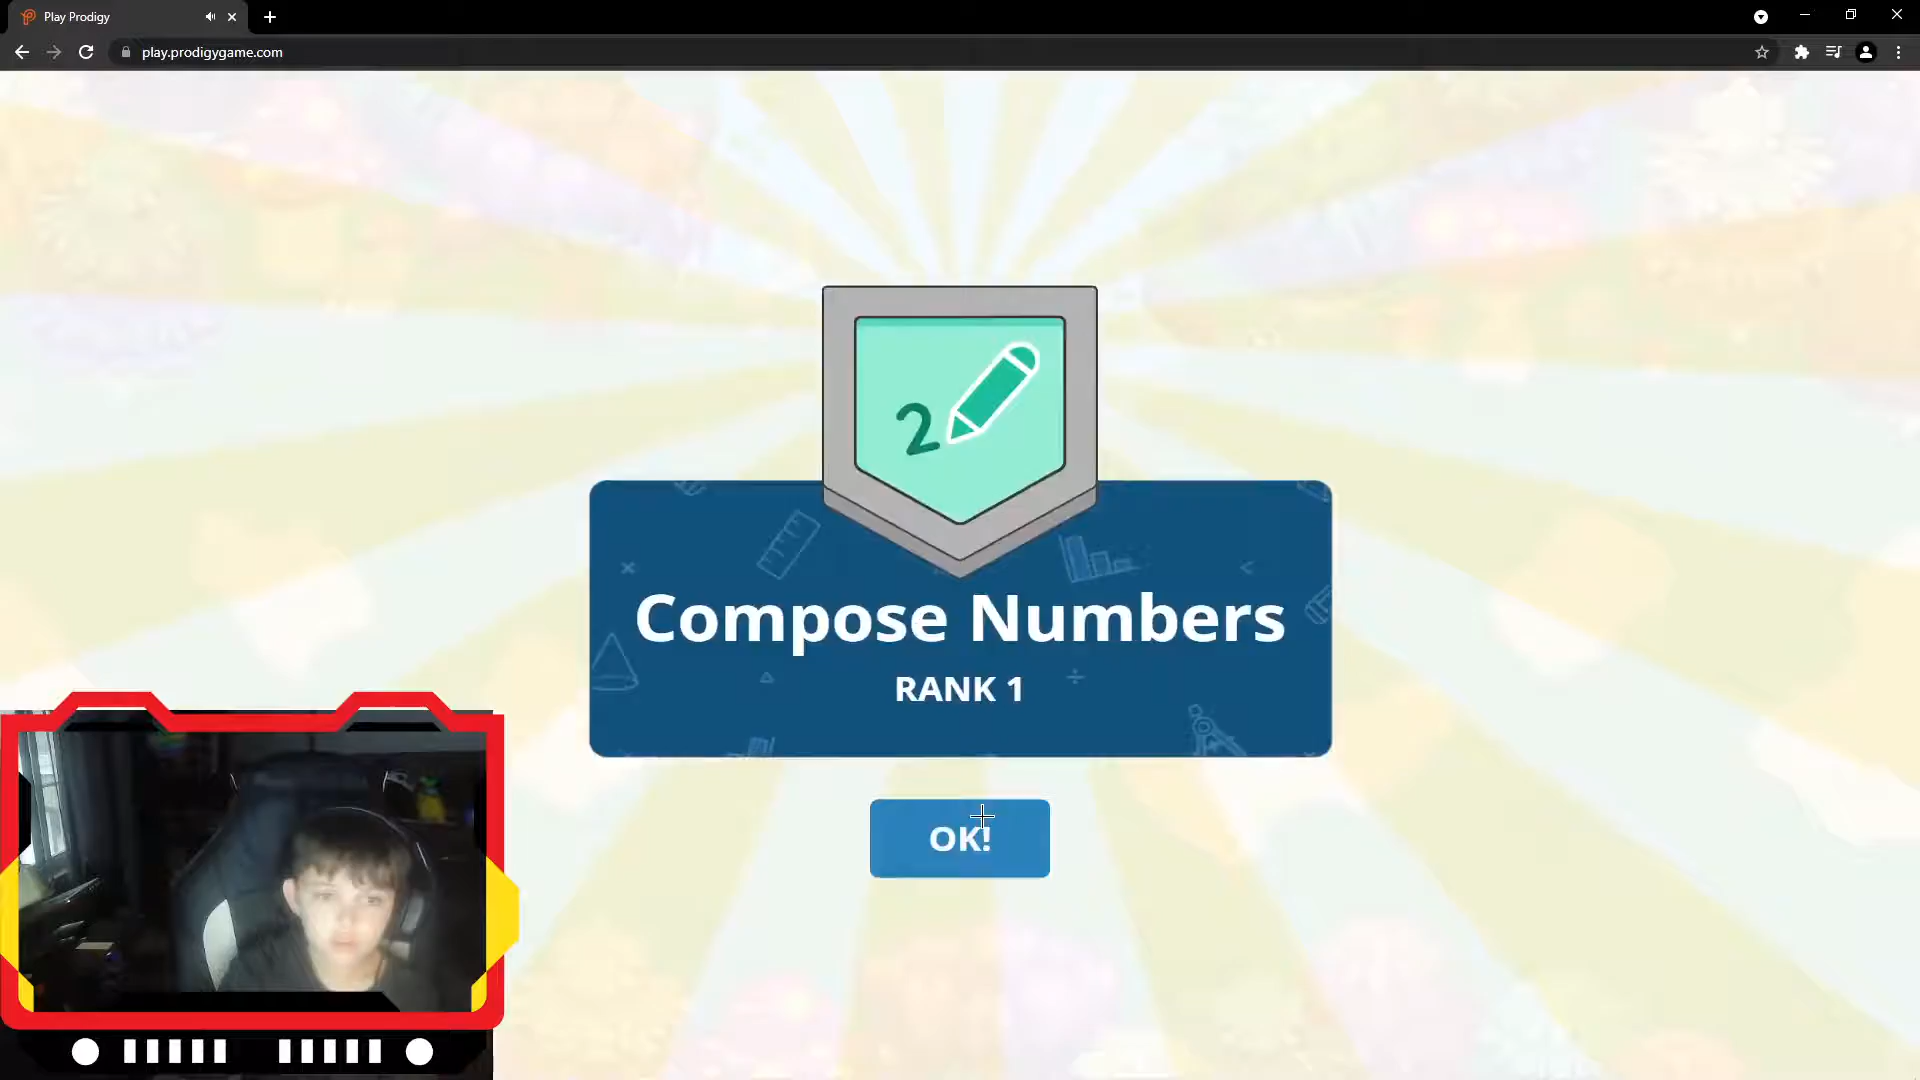 Play Prodigy
play.prodigygame.com
2
Compose Numbers
RANK 1
OK!